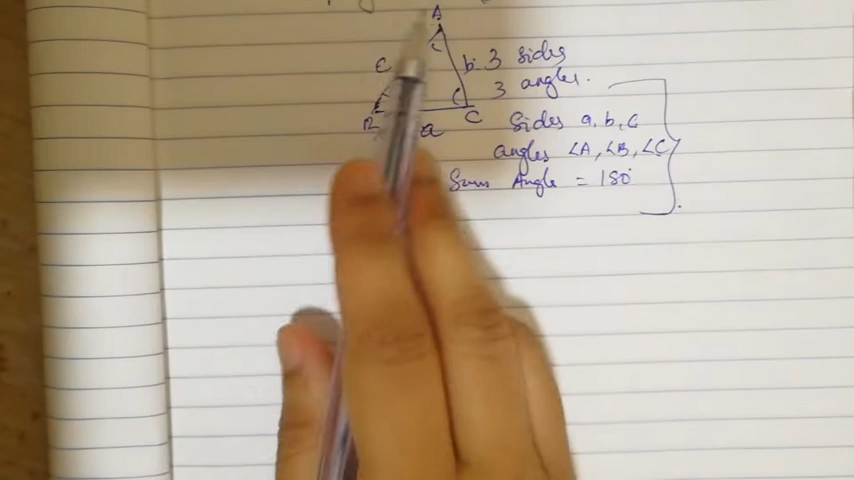 A
c b 3 sides
3 angles.
B a C
Sides a, b, c
angles ∠A, ∠B, ∠C
Sum Angle = 180°